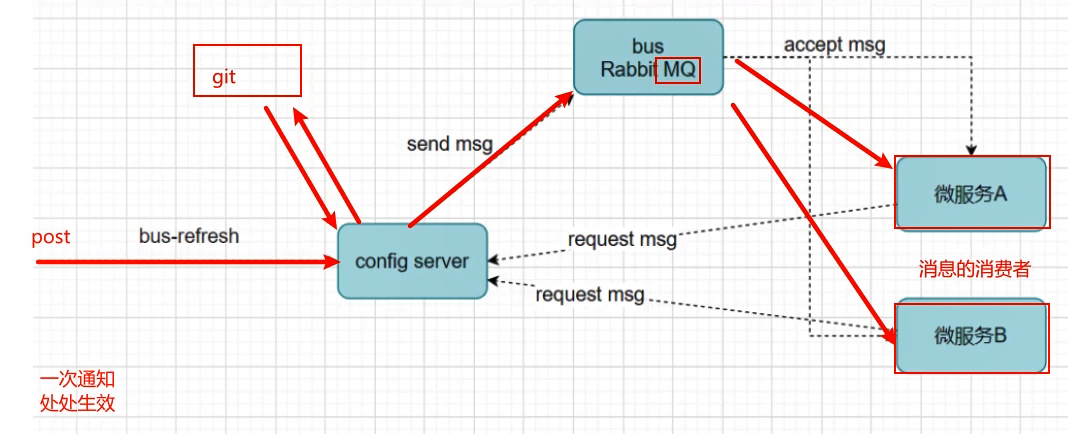 bus
Rabbit MQ
accept msg
git
send msg
微服务A
post
bus-refresh
request msg
config server
消息的消费者
request msg
微服务B
一次通知
处处生效